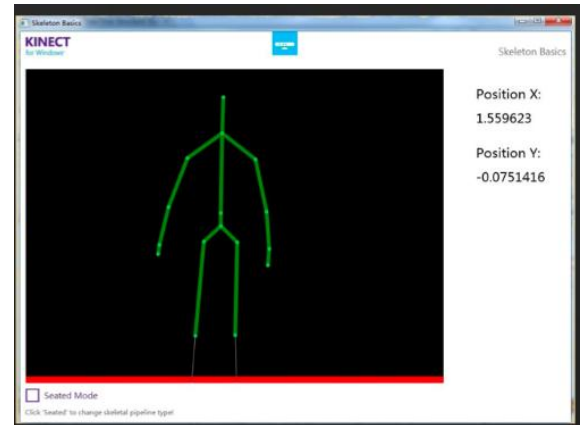 Skeleton Basics
KINECT
for Windows
Skeleton Basics
Position X:
1.559623
Position Y:
-0.0751416
Seated Mode
Click 'Seated' to change skeletal pipeline type!